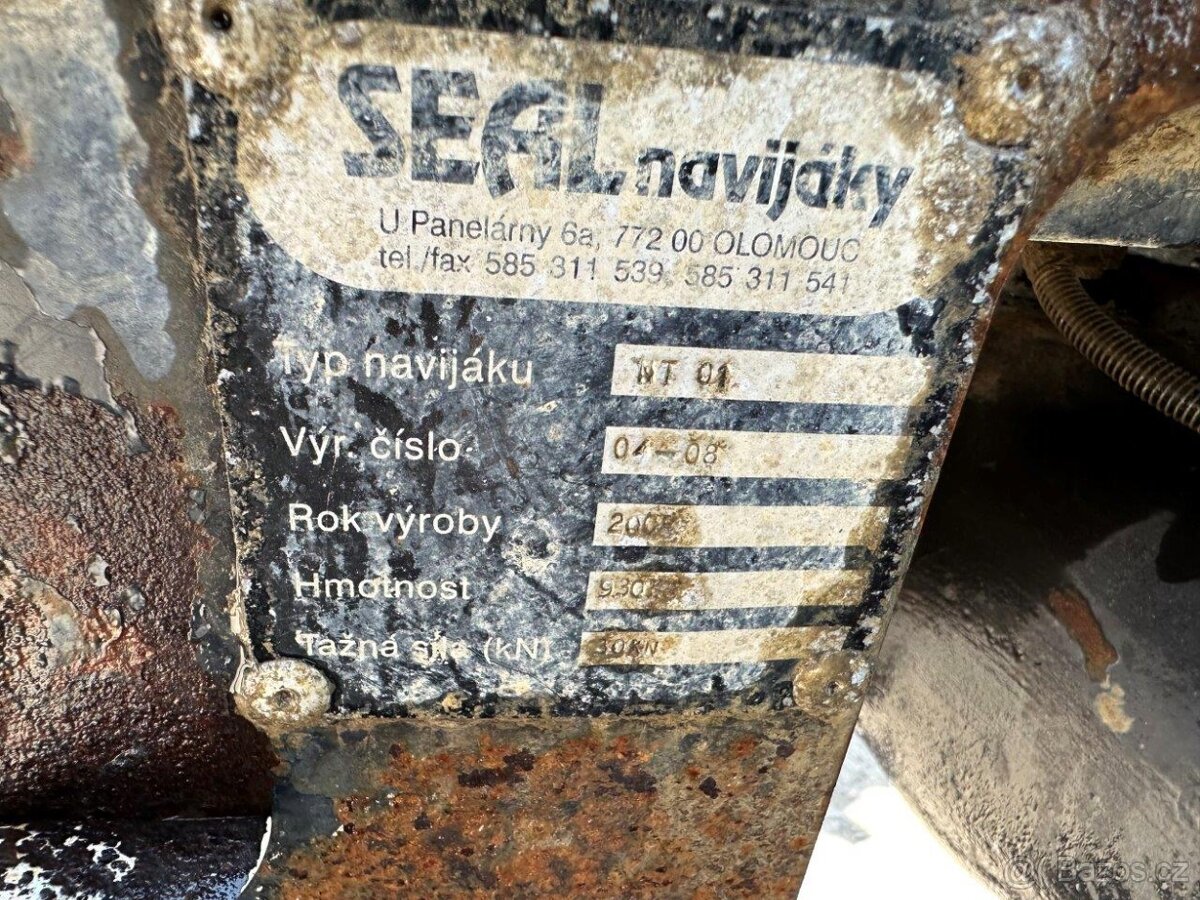 SEAL navijáky
U Panelárny 6a, 772 00 OLOMOUC
tel./fax 585 311 539, 585 311 541
Typ navijáku NT 01
Výr. číslo 04-08
Rok výroby
Hmotnost
Tažná síla (kN)
Bazos.cz